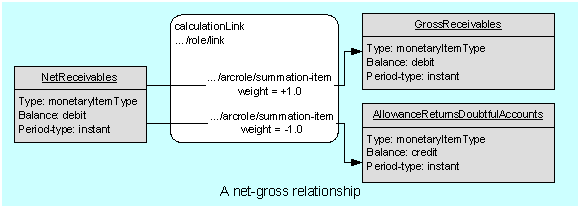 calculationLink
.../role/link
GrossReceivables
Type: monetaryItemType
Balance: debit
Period-type: instant
NetReceivables
Type: monetaryItemType
Balance: debit
Period-type: instant
.../arcrole/summation-item
weight = +1.0
.../arcrole/summation-item
weight = -1.0
AllowanceReturnsDoubtfulAccounts
Type: monetaryItemType
Balance: credit
Period-type: instant
A net-gross relationship